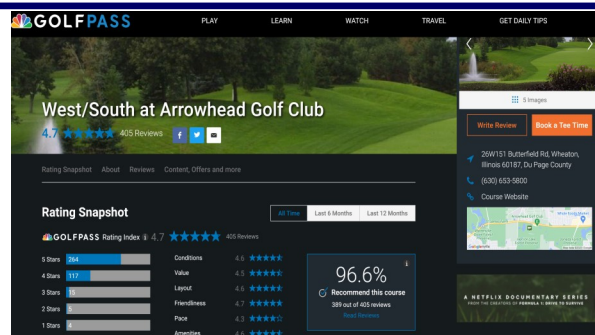 GOLFPASS
PLAY
LEARN
WATCH
TRAVEL
GET DAILY TIPS
West/South at Arrowhead Golf Club
4.7 405 Reviews
5 Images
Write Review
Book a Tee Time
26W151 Butterfield Rd, Wheaton,
Illinois 60187, Du Page County
(630) 653-5800
Course Website
Rating Snapshot About Reviews Content, Offers and more
Rating Snapshot
All Time
Last 6 Months
Last 12 Months
GOLFPASS Rating Index 4.7 405 Reviews
5 Stars 264
4 Stars 117
3 Stars 15
2 Stars 5
1 Stars 4
Conditions 4.6
Value 4.5
Layout 4.6
Friendliness 4.7
Pace 4.3
Amenities 4.6
96.6%
Recommend this course
389 out of 405 reviews
Read Reviews
A NETFLIX DOCUMENTARY SERIES
FROM THE CREATORS OF FORMULA 1: DRIVE TO SURVIVE